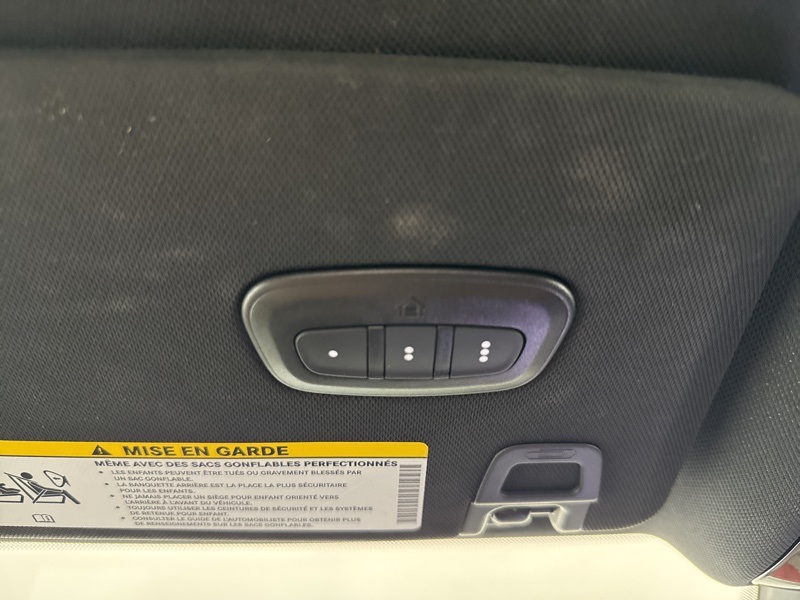 MISE EN GARDE
MÊME AVEC DES SACS GONFLABLES PERFECTIONNÉS
• LES ENFANTS PEUVENT ÊTRE TUÉS OU GRAVEMENT BLESSÉS PAR
UN SAC GONFLABLE.
• LA BANQUETTE ARRIÈRE EST LA PLACE LA PLUS SÉCURITAIRE
POUR LES ENFANTS.
• NE JAMAIS PLACER UN SIÈGE POUR ENFANT ORIENTÉ VERS
L'ARRIÈRE À L'AVANT DU VÉHICULE.
• TOUJOURS UTILISER LES CEINTURES DE SÉCURITÉ ET LES SYSTÈMES
DE RETENUE POUR ENFANT.
• CONSULTER LE GUIDE DE L'AUTOMOBILISTE POUR OBTENIR PLUS
DE RENSEIGNEMENTS SUR LES SACS GONFLABLES.